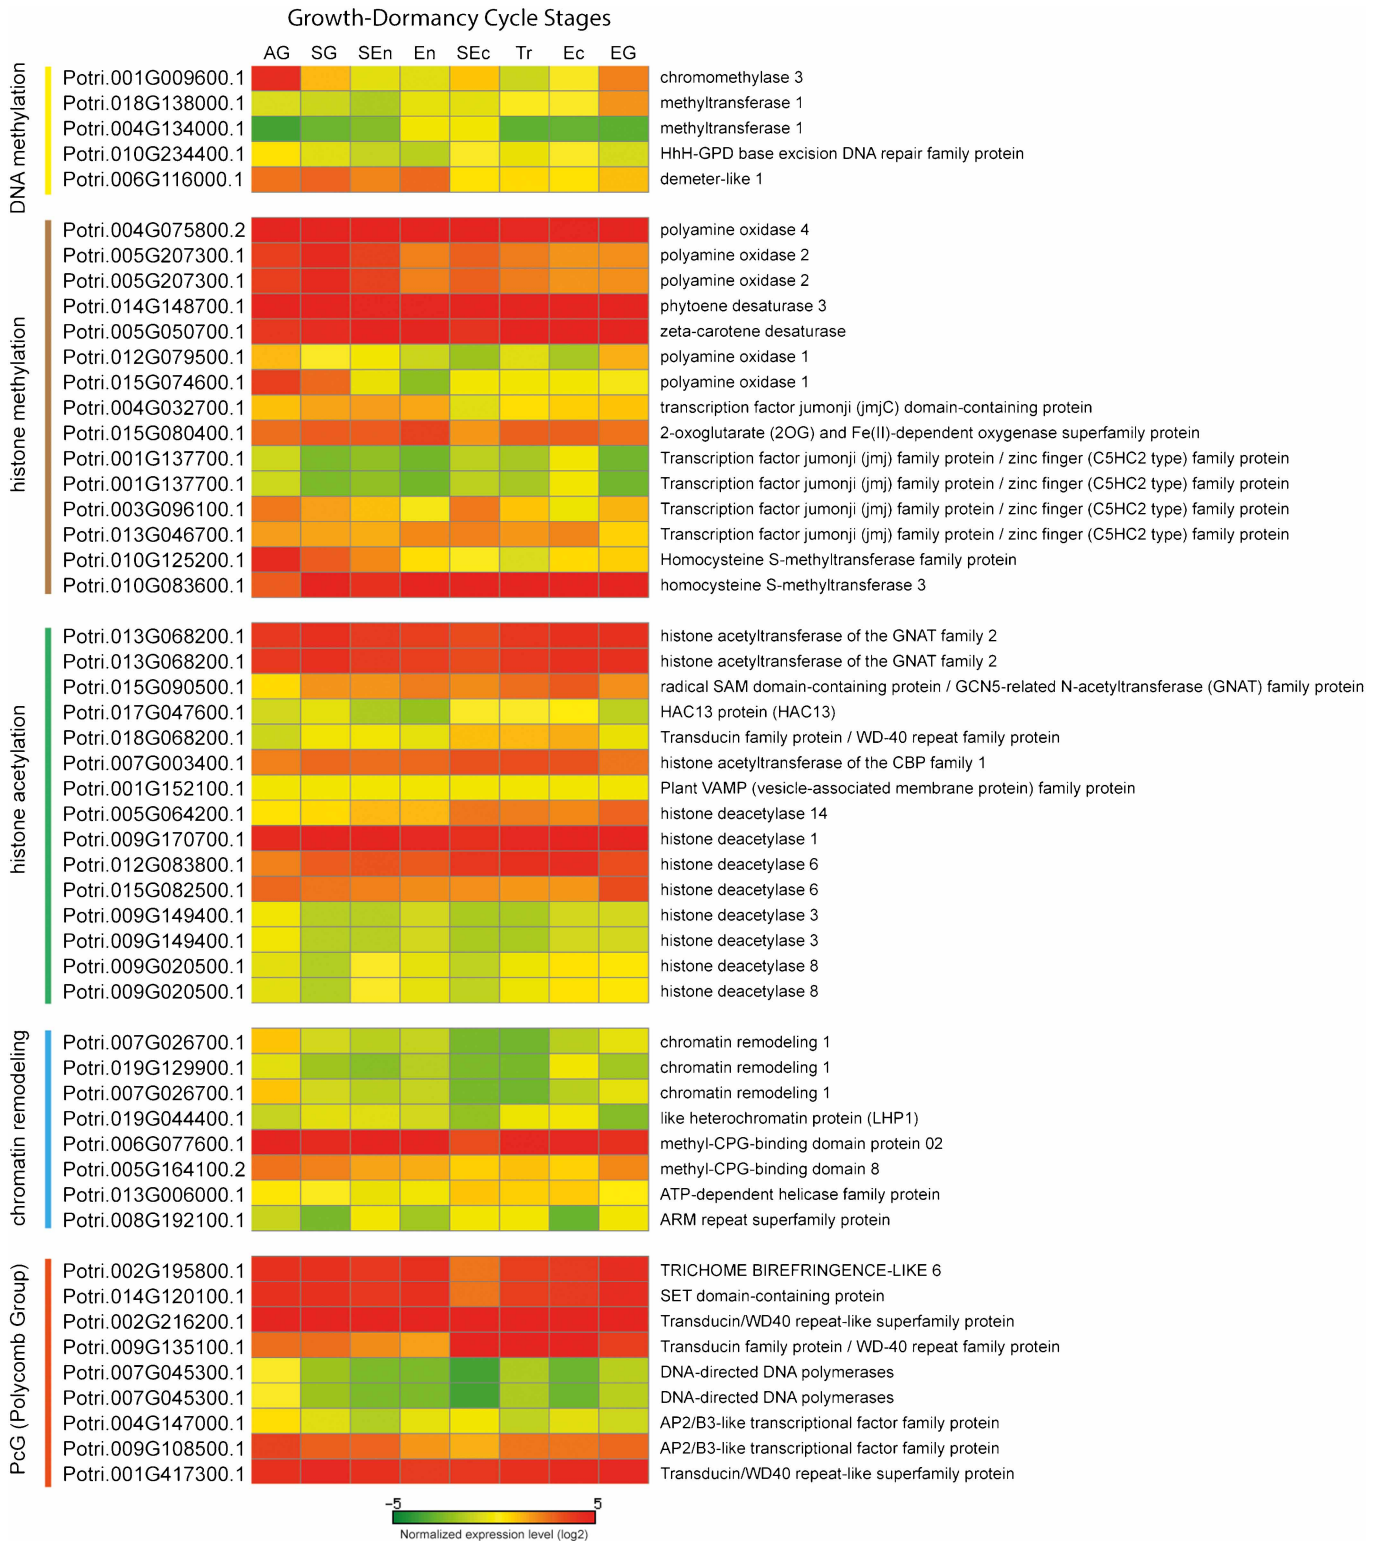 Growth-Dormancy Cycle Stages
AG SG SEn En SEc Tr Ec EG
DNA methylation
Potri.001G009600.1 chromomethylase 3
Potri.018G138000.1 methyltransferase 1
Potri.004G134000.1 methyltransferase 1
Potri.010G234400.1 HhH-GPD base excision DNA repair family protein
Potri.006G116000.1 demeter-like 1
histone methylation
Potri.004G075800.2 polyamine oxidase 4
Potri.005G207300.1 polyamine oxidase 2
Potri.005G207300.1 polyamine oxidase 2
Potri.014G148700.1 phytoene desaturase 3
Potri.005G050700.1 zeta-carotene desaturase
Potri.012G079500.1 polyamine oxidase 1
Potri.015G074600.1 polyamine oxidase 1
Potri.004G032700.1 transcription factor jumonji (jmjC) domain-containing protein
Potri.015G080400.1 2-oxoglutarate (2OG) and Fe(II)-dependent oxygenase superfamily protein
Potri.001G137700.1 Transcription factor jumonji (jmj) family protein / zinc finger (C5HC2 type) family protein
Potri.001G137700.1 Transcription factor jumonji (jmj) family protein / zinc finger (C5HC2 type) family protein
Potri.003G096100.1 Transcription factor jumonji (jmj) family protein / zinc finger (C5HC2 type) family protein
Potri.013G046700.1 Transcription factor jumonji (jmj) family protein / zinc finger (C5HC2 type) family protein
Potri.010G125200.1 Homocysteine S-methyltransferase family protein
Potri.010G083600.1 homocysteine S-methyltransferase 3
histone acetylation
Potri.013G068200.1 histone acetyltransferase of the GNAT family 2
Potri.013G068200.1 histone acetyltransferase of the GNAT family 2
Potri.015G090500.1 radical SAM domain-containing protein / GCN5-related N-acetyltransferase (GNAT) family protein
Potri.017G047600.1 HAC13 protein (HAC13)
Potri.018G068200.1 Transducin family protein / WD-40 repeat family protein
Potri.007G003400.1 histone acetyltransferase of the CBP family 1
Potri.001G152100.1 Plant VAMP (vesicle-associated membrane protein) family protein
Potri.005G064200.1 histone deacetylase 14
Potri.009G170700.1 histone deacetylase 1
Potri.012G083800.1 histone deacetylase 6
Potri.015G082500.1 histone deacetylase 6
Potri.009G149400.1 histone deacetylase 3
Potri.009G149400.1 histone deacetylase 3
Potri.009G020500.1 histone deacetylase 8
Potri.009G020500.1 histone deacetylase 8
chromatin remodeling
Potri.007G026700.1 chromatin remodeling 1
Potri.019G129900.1 chromatin remodeling 1
Potri.007G026700.1 chromatin remodeling 1
Potri.019G044400.1 like heterochromatin protein (LHP1)
Potri.006G077600.1 methyl-CPG-binding domain protein 02
Potri.005G164100.2 methyl-CPG-binding domain 8
Potri.013G006000.1 ATP-dependent helicase family protein
Potri.008G192100.1 ARM repeat superfamily protein
PcG (Polycomb Group)
Potri.002G195800.1 TRICHOME BIREFRINGENCE-LIKE 6
Potri.014G120100.1 SET domain-containing protein
Potri.002G216200.1 Transducin/WD40 repeat-like superfamily protein
Potri.009G135100.1 Transducin family protein / WD-40 repeat family protein
Potri.007G045300.1 DNA-directed DNA polymerases
Potri.007G045300.1 DNA-directed DNA polymerases
Potri.004G147000.1 AP2/B3-like transcriptional factor family protein
Potri.009G108500.1 AP2/B3-like transcriptional factor family protein
Potri.001G417300.1 Transducin/WD40 repeat-like superfamily protein
−5 5
Normalized expression level (log2)